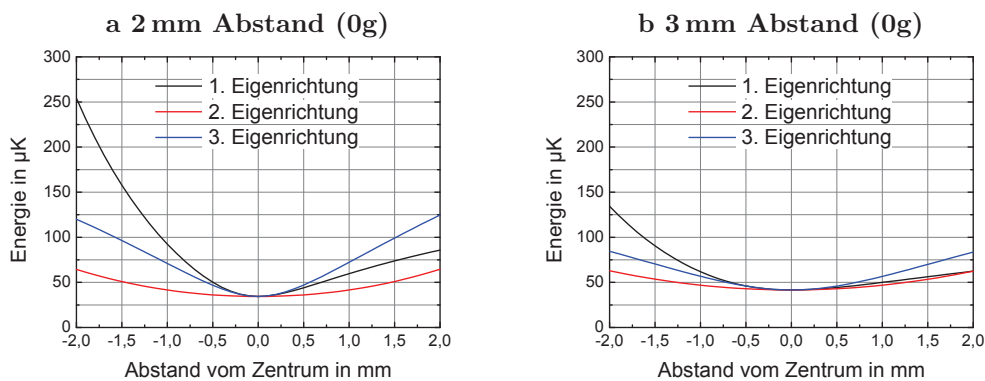 a 2 mm Abstand (0g)
300
250
200
150
100
50
0
Energie in µK
1. Eigenrichtung
2. Eigenrichtung
3. Eigenrichtung
-2,0 -1,5 -1,0 -0,5 0,0 0,5 1,0 1,5 2,0
Abstand vom Zentrum in mm
b 3 mm Abstand (0g)
300
250
200
150
100
50
0
Energie in µK
1. Eigenrichtung
2. Eigenrichtung
3. Eigenrichtung
-2,0 -1,5 -1,0 -0,5 0,0 0,5 1,0 1,5 2,0
Abstand vom Zentrum in mm